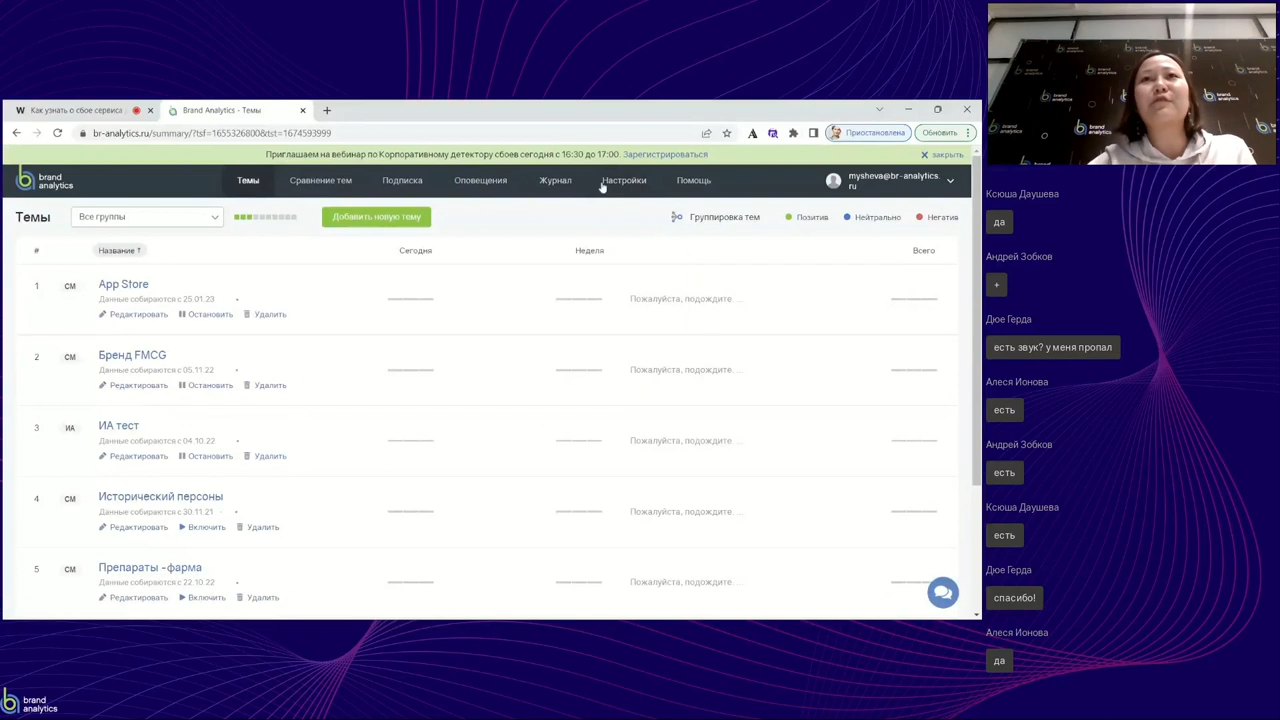 Как узнать о сбое сервиса
Brand Analytics - Темы
br-analytics.ru/summary/?tsf=1655326800&tst=1674593999
Приостановлена
Обновить
Приглашаем на вебинар по Корпоративному детектору сбоев сегодня с 16:30 до 17:00. Зарегистрироваться
закрыть
brand analytics
Темы
Сравнение тем
Подписка
Оповещения
Журнал
Настройки
Помощь
mysheva@br-analytics.
ru
Темы
Все группы
Добавить новую тему
Группировка тем
Позитив
Нейтрально
Негатив
#
Название ↑
Сегодня
Неделя
Всего
1
СМ
App Store
Данные собираются с 25.01.23
Редактировать
Остановить
Удалить
Пожалуйста, подождите....
2
СМ
Бренд FMCG
Данные собираются с 05.11.22
Редактировать
Остановить
Удалить
Пожалуйста, подождите....
3
ИА
ИА тест
Данные собираются с 04.10.22
Редактировать
Остановить
Удалить
Пожалуйста, подождите....
4
СМ
Исторический персоны
Данные собираются с 30.11.21
Редактировать
Включить
Удалить
Пожалуйста, подождите....
5
СМ
Препараты -фарма
Данные собираются с 22.10.22
Редактировать
Включить
Удалить
Пожалуйста, подождите....
brand
analytics
Ксюша Даушева
да
Андрей Зобков
+
Дюе Герда
есть звук? у меня пропал
Алеся Ионова
есть
Андрей Зобков
есть
Ксюша Даушева
есть
Дюе Герда
спасибо!
Алеся Ионова
да
brand
analytics